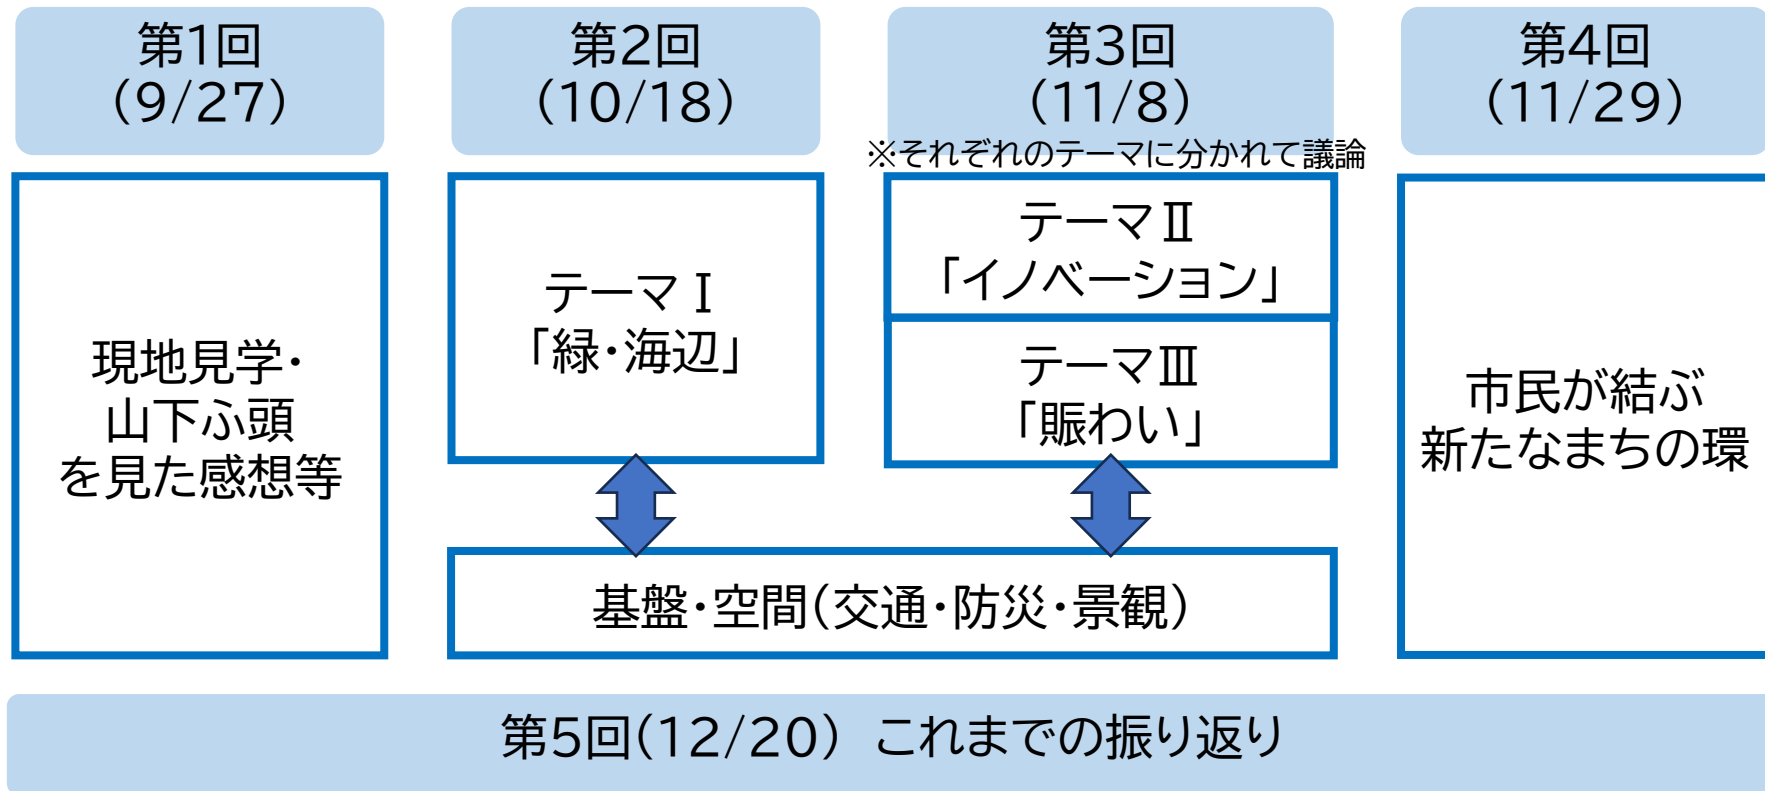 第1回
(9/27)
第2回
(10/18)
第3回
(11/8)
※それぞれのテーマに分かれて議論
第4回
(11/29)
現地見学・
山下ふ頭
を見た感想等
テーマⅠ
「緑・海辺」
テーマⅡ
「イノベーション」
テーマⅢ
「賑わい」
市民が結ぶ
新たなまちの環
基盤・空間(交通・防災・景観)
第5回(12/20) これまでの振り返り